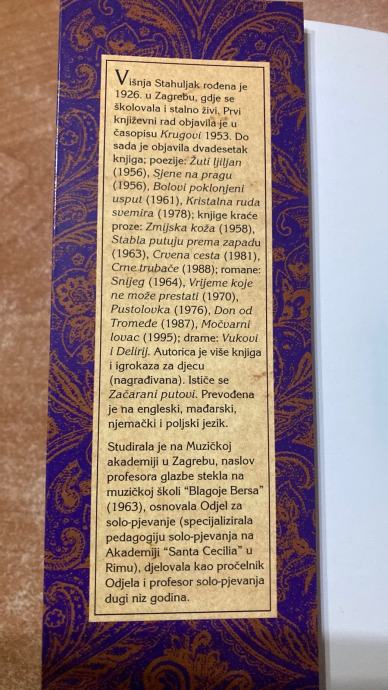 Višnja Stahuljak rođena je
1926. u Zagrebu, gdje se
školovala i stalno živi. Prvi
književni rad objavila je u
časopisu Krugovi 1953. Do
sada je objavila dvadesetak
knjiga; poezije: Žuti ljiljan
(1956), Sjene na pragu
(1956), Bolovi poklonjeni
usput (1961), Kristalna ruda
svemira (1978); knjige kraće
proze: Zmijska koža (1958),
Stabla putuju prema zapadu
(1963), Crvena cesta (1981),
Crne trubače (1988); romane:
Snijeg (1964), Vrijeme koje
ne može prestati (1970),
Pustolovka (1976), Don od
Tromeđe (1987), Močvarni
lovac (1995); drame: Vukovi
i Delirij. Autorica je više knjiga
i igrokaza za djecu
(nagrađivana). Ističe se
Začarani putovi. Prevođena
je na engleski, mađarski,
njemački i poljski jezik.
Studirala je na Muzičkoj
akademiji u Zagrebu, naslov
profesora glazbe stekla na
muzičkoj školi "Blagoje Bersa"
(1963), osnovala Odjel za
solo-pjevanje (specijalizirala
pedagogiju solo-pjevanja na
Akademiji "Santa Cecilia" u
Rimu), djelovala kao pročelnik
Odjela i profesor solo-pjevanja
dugi niz godina.